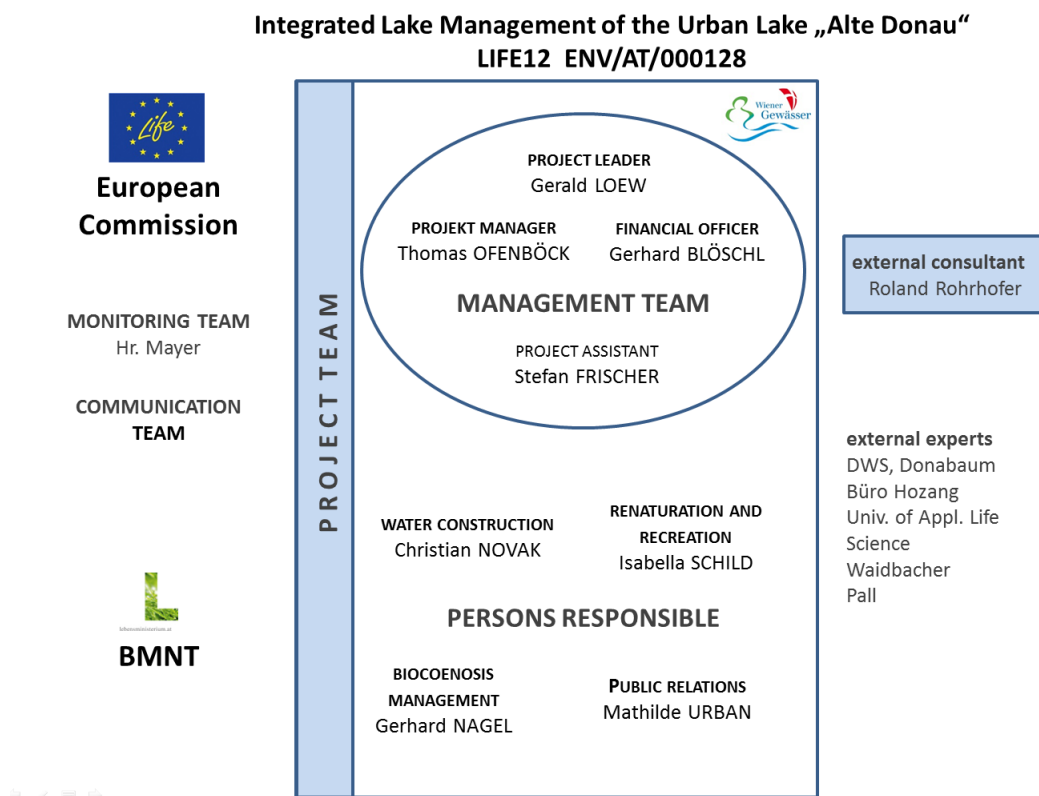 Integrated Lake Management of the Urban Lake „Alte Donau“
LIFE12 ENV/AT/000128
Life
European
Commission
MONITORING TEAM
Hr. Mayer
COMMUNICATION
TEAM
lebensministerium.at
BMNT
PROJECT TEAM
Wiener
Gewässer
PROJECT LEADER
Gerald LOEW
PROJEKT MANAGER
Thomas OFENBÖCK
FINANCIAL OFFICER
Gerhard BLÖSCHL
MANAGEMENT TEAM
PROJECT ASSISTANT
Stefan FRISCHER
WATER CONSTRUCTION
Christian NOVAK
RENATURATION AND
RECREATION
Isabella SCHILD
PERSONS RESPONSIBLE
BIOCOENOSIS
MANAGEMENT
Gerhard NAGEL
PUBLIC RELATIONS
Mathilde URBAN
external consultant
Roland Rohrhofer
external experts
DWS, Donabaum
Büro Hozang
Univ. of Appl. Life
Science
Waidbacher
Pall